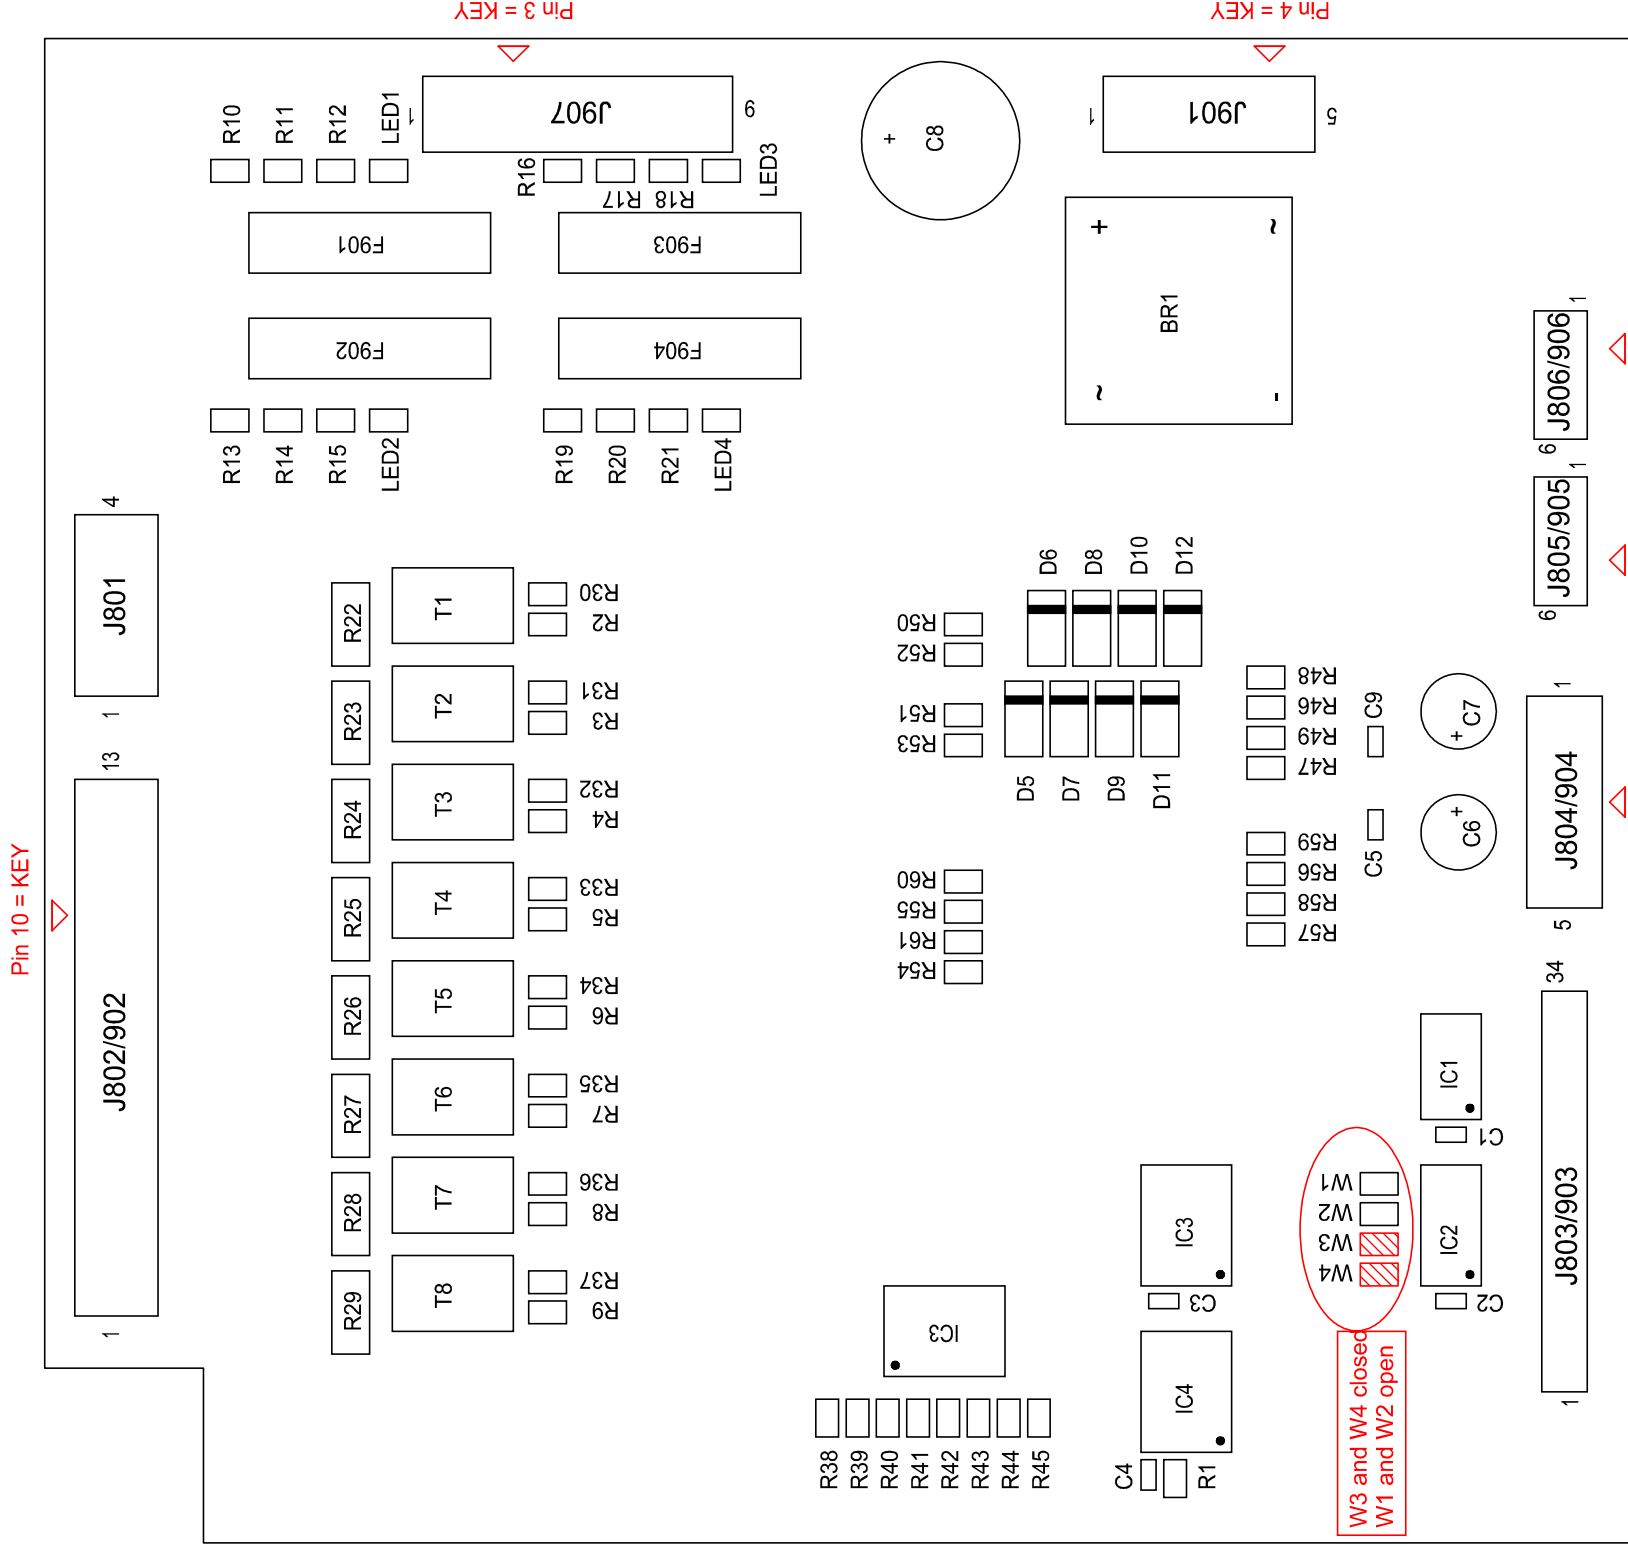 Pin 3 = KEY
Pin 4 = KEY
R10
R11
R12
LED1
1
J907
9
R16
R17
R18
LED3
+
C8
1
J901
5
F901
F903
F902
F904
+
~
BR1
~
-
R13
R14
R15
LED2
R19
R20
R21
LED4
1
J806/906
6
1
J805/905
6
4
J801
1
13
Pin 10 = KEY
J802/902
1
R22
T1
R30
R2
R23
T2
R31
R3
R24
T3
R32
R4
R25
T4
R33
R5
R26
T5
R34
R6
R27
T6
R35
R7
R28
T7
R36
R8
R29
T8
R37
R9
R50
R52
R51
R53
D6
D8
D10
D12
D5
D7
D9
D11
R48
R46
R49
R47
C9
+
C7
R59
R56
R58
R57
C5
+
C6
1
J804/904
5
R60
R55
R61
R54
34
J803/903
1
IC1
C1
IC2
C2
W1
W2
W3
W4
W3 and W4 closed
W1 and W2 open
IC3
C3
IC3
IC4
C4
R1
R38
R39
R40
R41
R42
R43
R44
R45